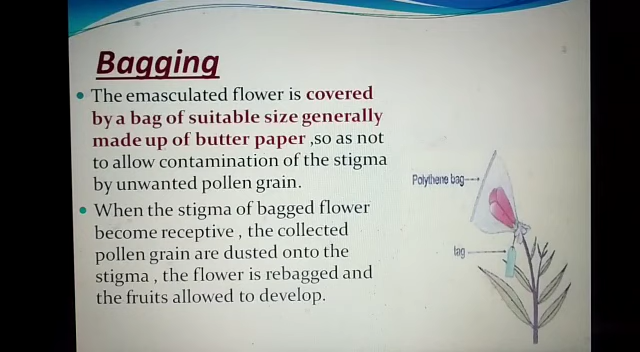 Bagging
• The emasculated flower is covered
by a bag of suitable size generally
made up of butter paper ,so as not
to allow contamination of the stigma
by unwanted pollen grain.
• When the stigma of bagged flower
become receptive , the collected
pollen grain are dusted onto the
stigma , the flower is rebagged and
the fruits allowed to develop.
Polythene bag
tag